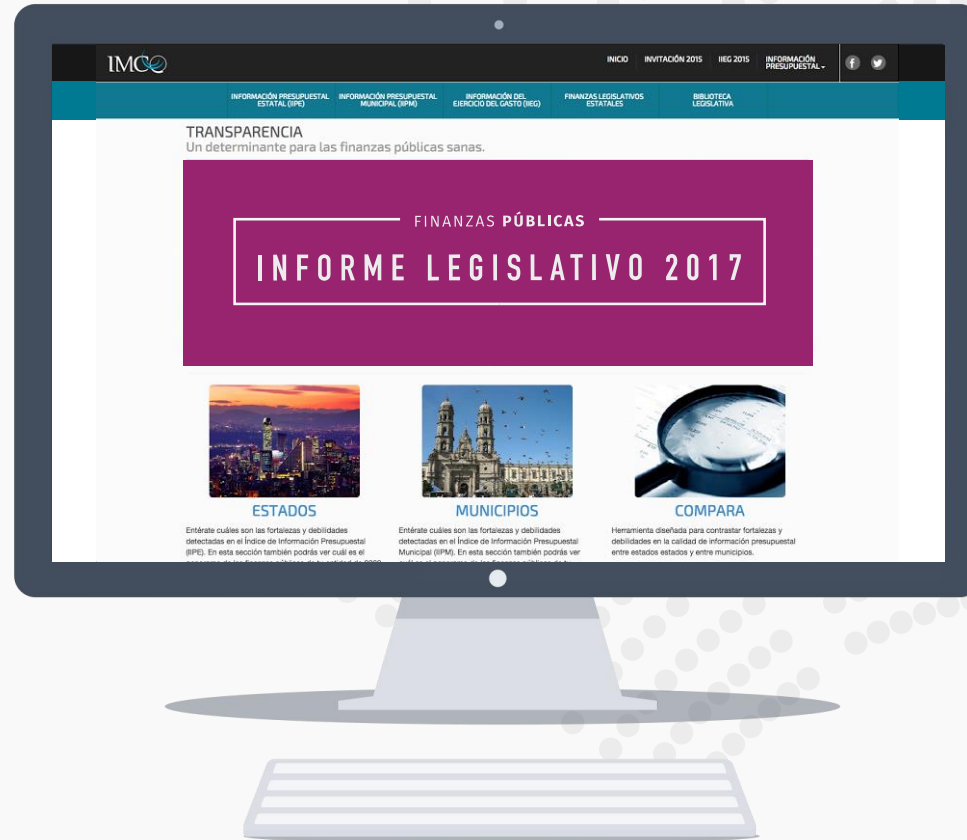 IMCO
INICIO INVITACIÓN 2015 IIEG 2015 INFORMACIÓN
PRESUPUESTAL
INFORMACIÓN PRESUPUESTAL
ESTATAL (IIPE)
INFORMACIÓN PRESUPUESTAL
MUNICIPAL (IIPM)
INFORMACIÓN DEL
EJERCICIO DEL GASTO (IIEG)
FINANZAS LEGISLATIVOS
ESTATALES
BIBLIOTECA
LEGISLATIVA
TRANSPARENCIA
Un determinante para las finanzas públicas sanas.
FINANZAS PÚBLICAS
INFORME LEGISLATIVO 2017
ESTADOS
Entérate cuáles son las fortalezas y debilidades
detectadas en el Índice de Información Presupuestal
(IIPE). En esta sección también podrás ver cuál es el
MUNICIPIOS
Entérate cuáles son las fortalezas y debilidades
detectadas en el Índice de Información Presupuestal
Municipal (IIPM). En esta sección también podrás ver
COMPARA
Herramienta diseñada para contrastar fortalezas y
debilidades en la calidad de información presupuestal
entre estados estados y entre municipios.